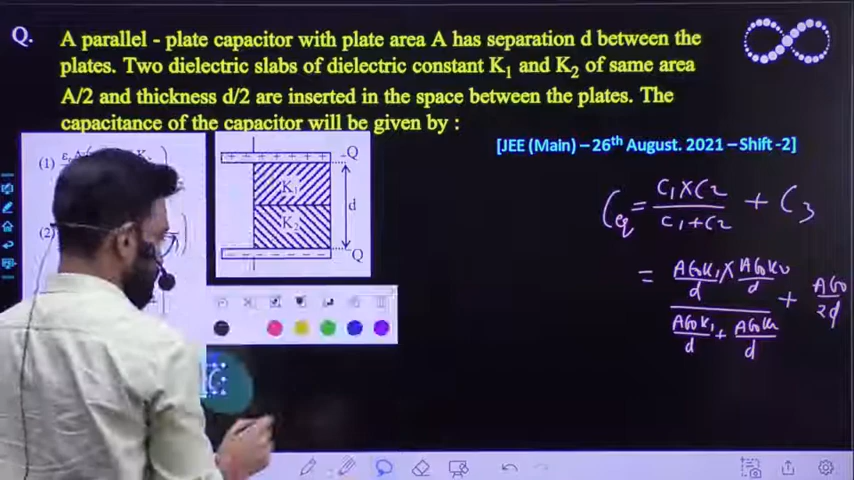 Q. A parallel - plate capacitor with plate area A has separation d between the
plates. Two dielectric slabs of dielectric constant K₁ and K₂ of same area
A/2 and thickness d/2 are inserted in the space between the plates. The
capacitance of the capacitor will be given by :
[JEE (Main) – 26th August. 2021 – Shift -2]
(1)
(2)
Q
K₁
d
K₂
Q
C_eq = C₁×C₂ / C₁+C₂ + C₃
= Aε₀K₁/d × Aε₀K₂/d / Aε₀K₁/d + Aε₀K₂/d + Aε₀/2d